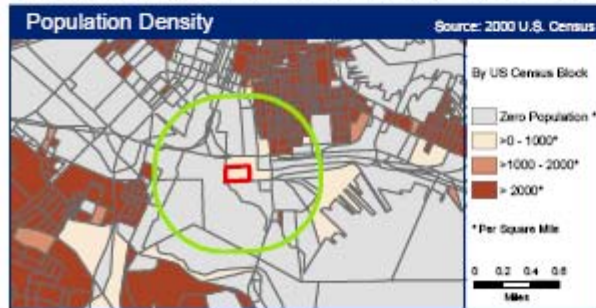 Population Density
Source: 2000 U.S. Census
By US Census Block
Zero Population *
>0 - 1000*
>1000 - 2000*
> 2000*
* Per Square Mile
0 0.2 0.4 0.6
Miles